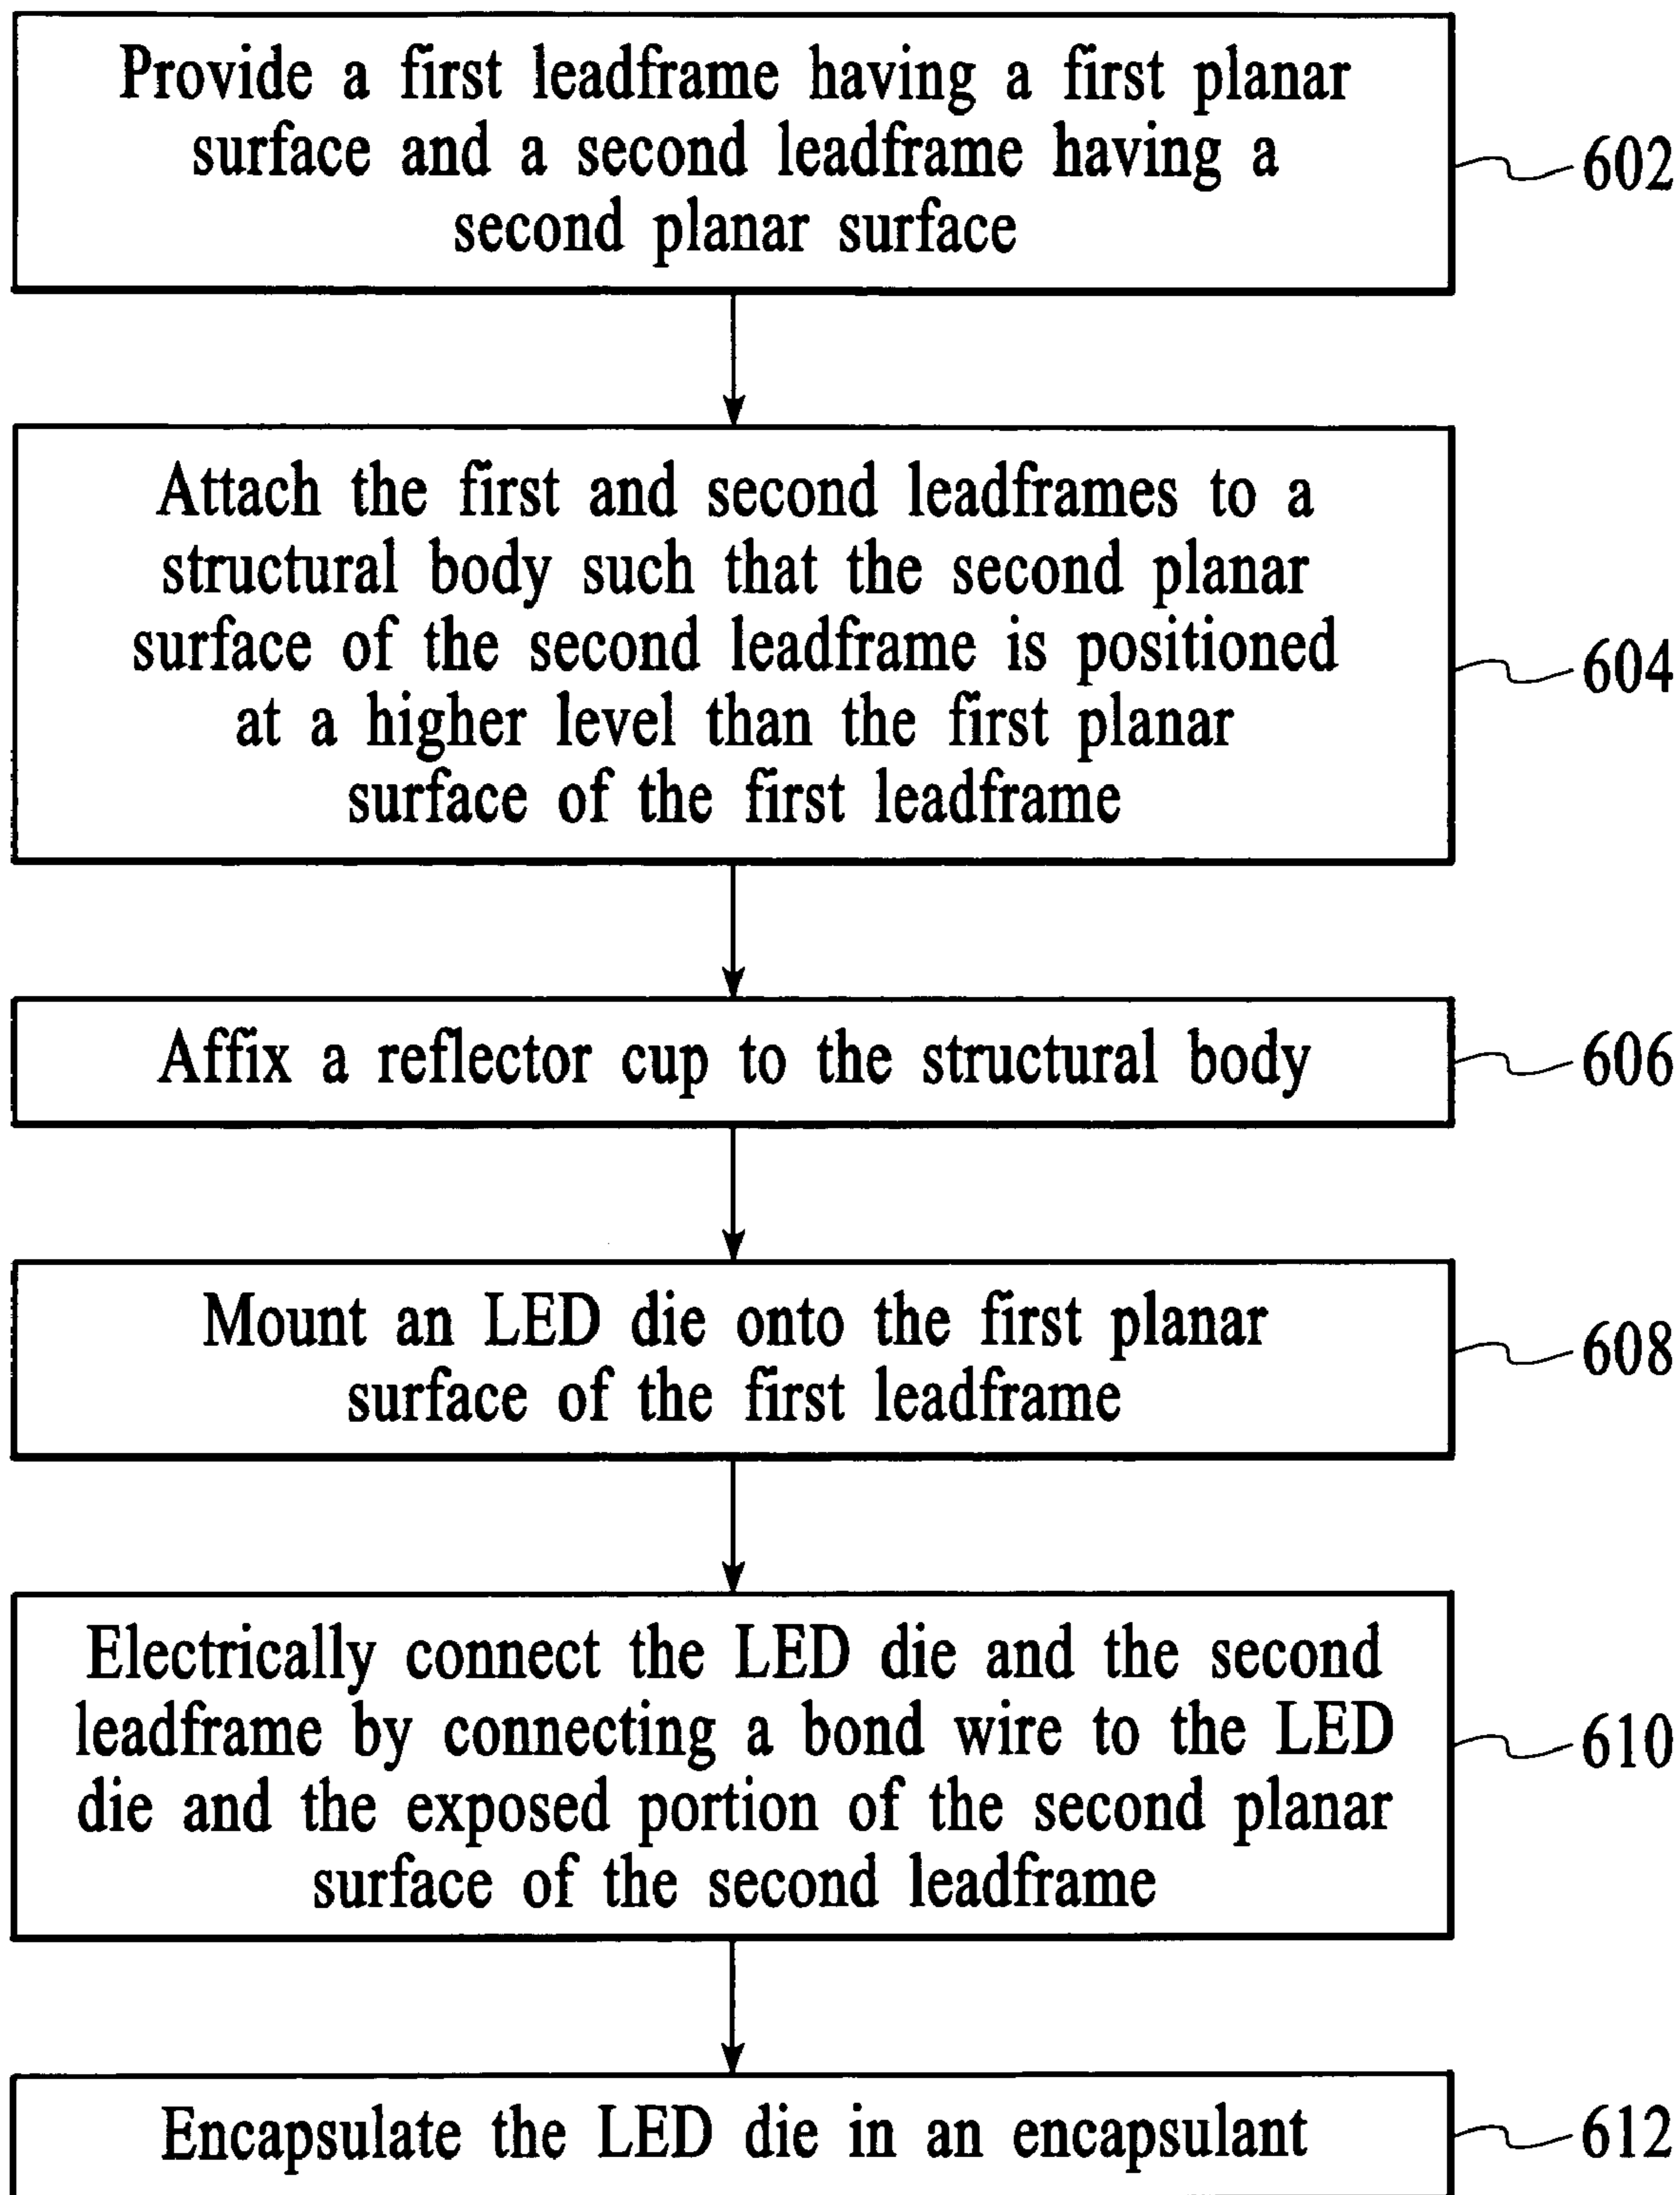 Provide a first leadframe having a first planar
surface and a second leadframe having a
second planar surface
602
Attach the first and second leadframes to a
structural body such that the second planar
surface of the second leadframe is positioned
at a higher level than the first planar
surface of the first leadframe
604
Affix a reflector cup to the structural body
606
Mount an LED die onto the first planar
surface of the first leadframe
608
Electrically connect the LED die and the second
leadframe by connecting a bond wire to the LED
die and the exposed portion of the second planar
surface of the second leadframe
610
Encapsulate the LED die in an encapsulant
612